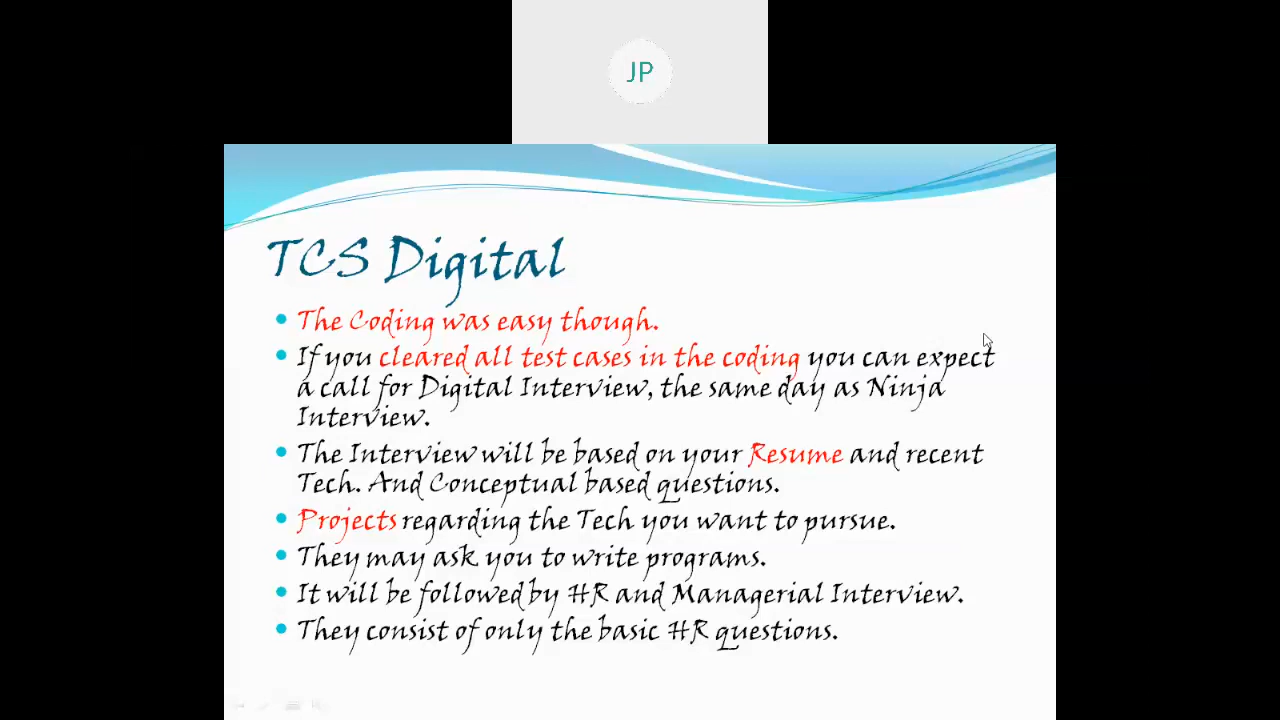 JP
TCS Digital
The Coding was easy though.
If you cleared all test cases in the coding you can expect
a call for Digital Interview, the same day as Ninja
Interview.
The Interview will be based on your Resume and recent
Tech. And Conceptual based questions.
Projects regarding the Tech you want to pursue.
They may ask you to write programs.
It will be followed by HR and Managerial Interview.
They consist of only the basic HR questions.